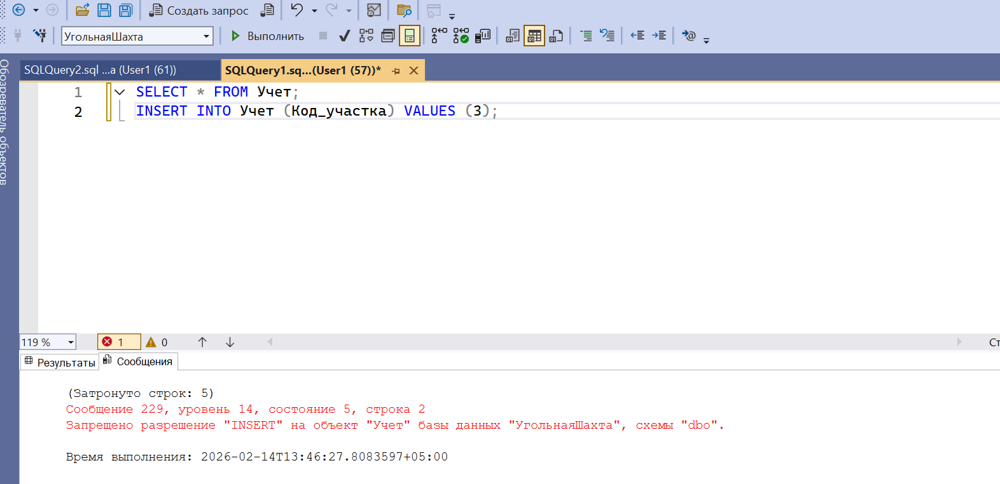 Создать запрос
УгольнаяШахта
Выполнить
Обозреватель объектов
SQLQuery2.sql ...а (User1 (61))
SQLQuery1.sq...(User1 (57))*
1 SELECT * FROM Учет;
2 INSERT INTO Учет (Код_участка) VALUES (3);
119 % 1 0 Ст
Результаты Сообщения
(Затронуто строк: 5)
Сообщение 229, уровень 14, состояние 5, строка 2
Запрещено разрешение "INSERT" на объект "Учет" базы данных "УгольнаяШахта", схемы "dbo".
Время выполнения: 2026-02-14T13:46:27.8083597+05:00